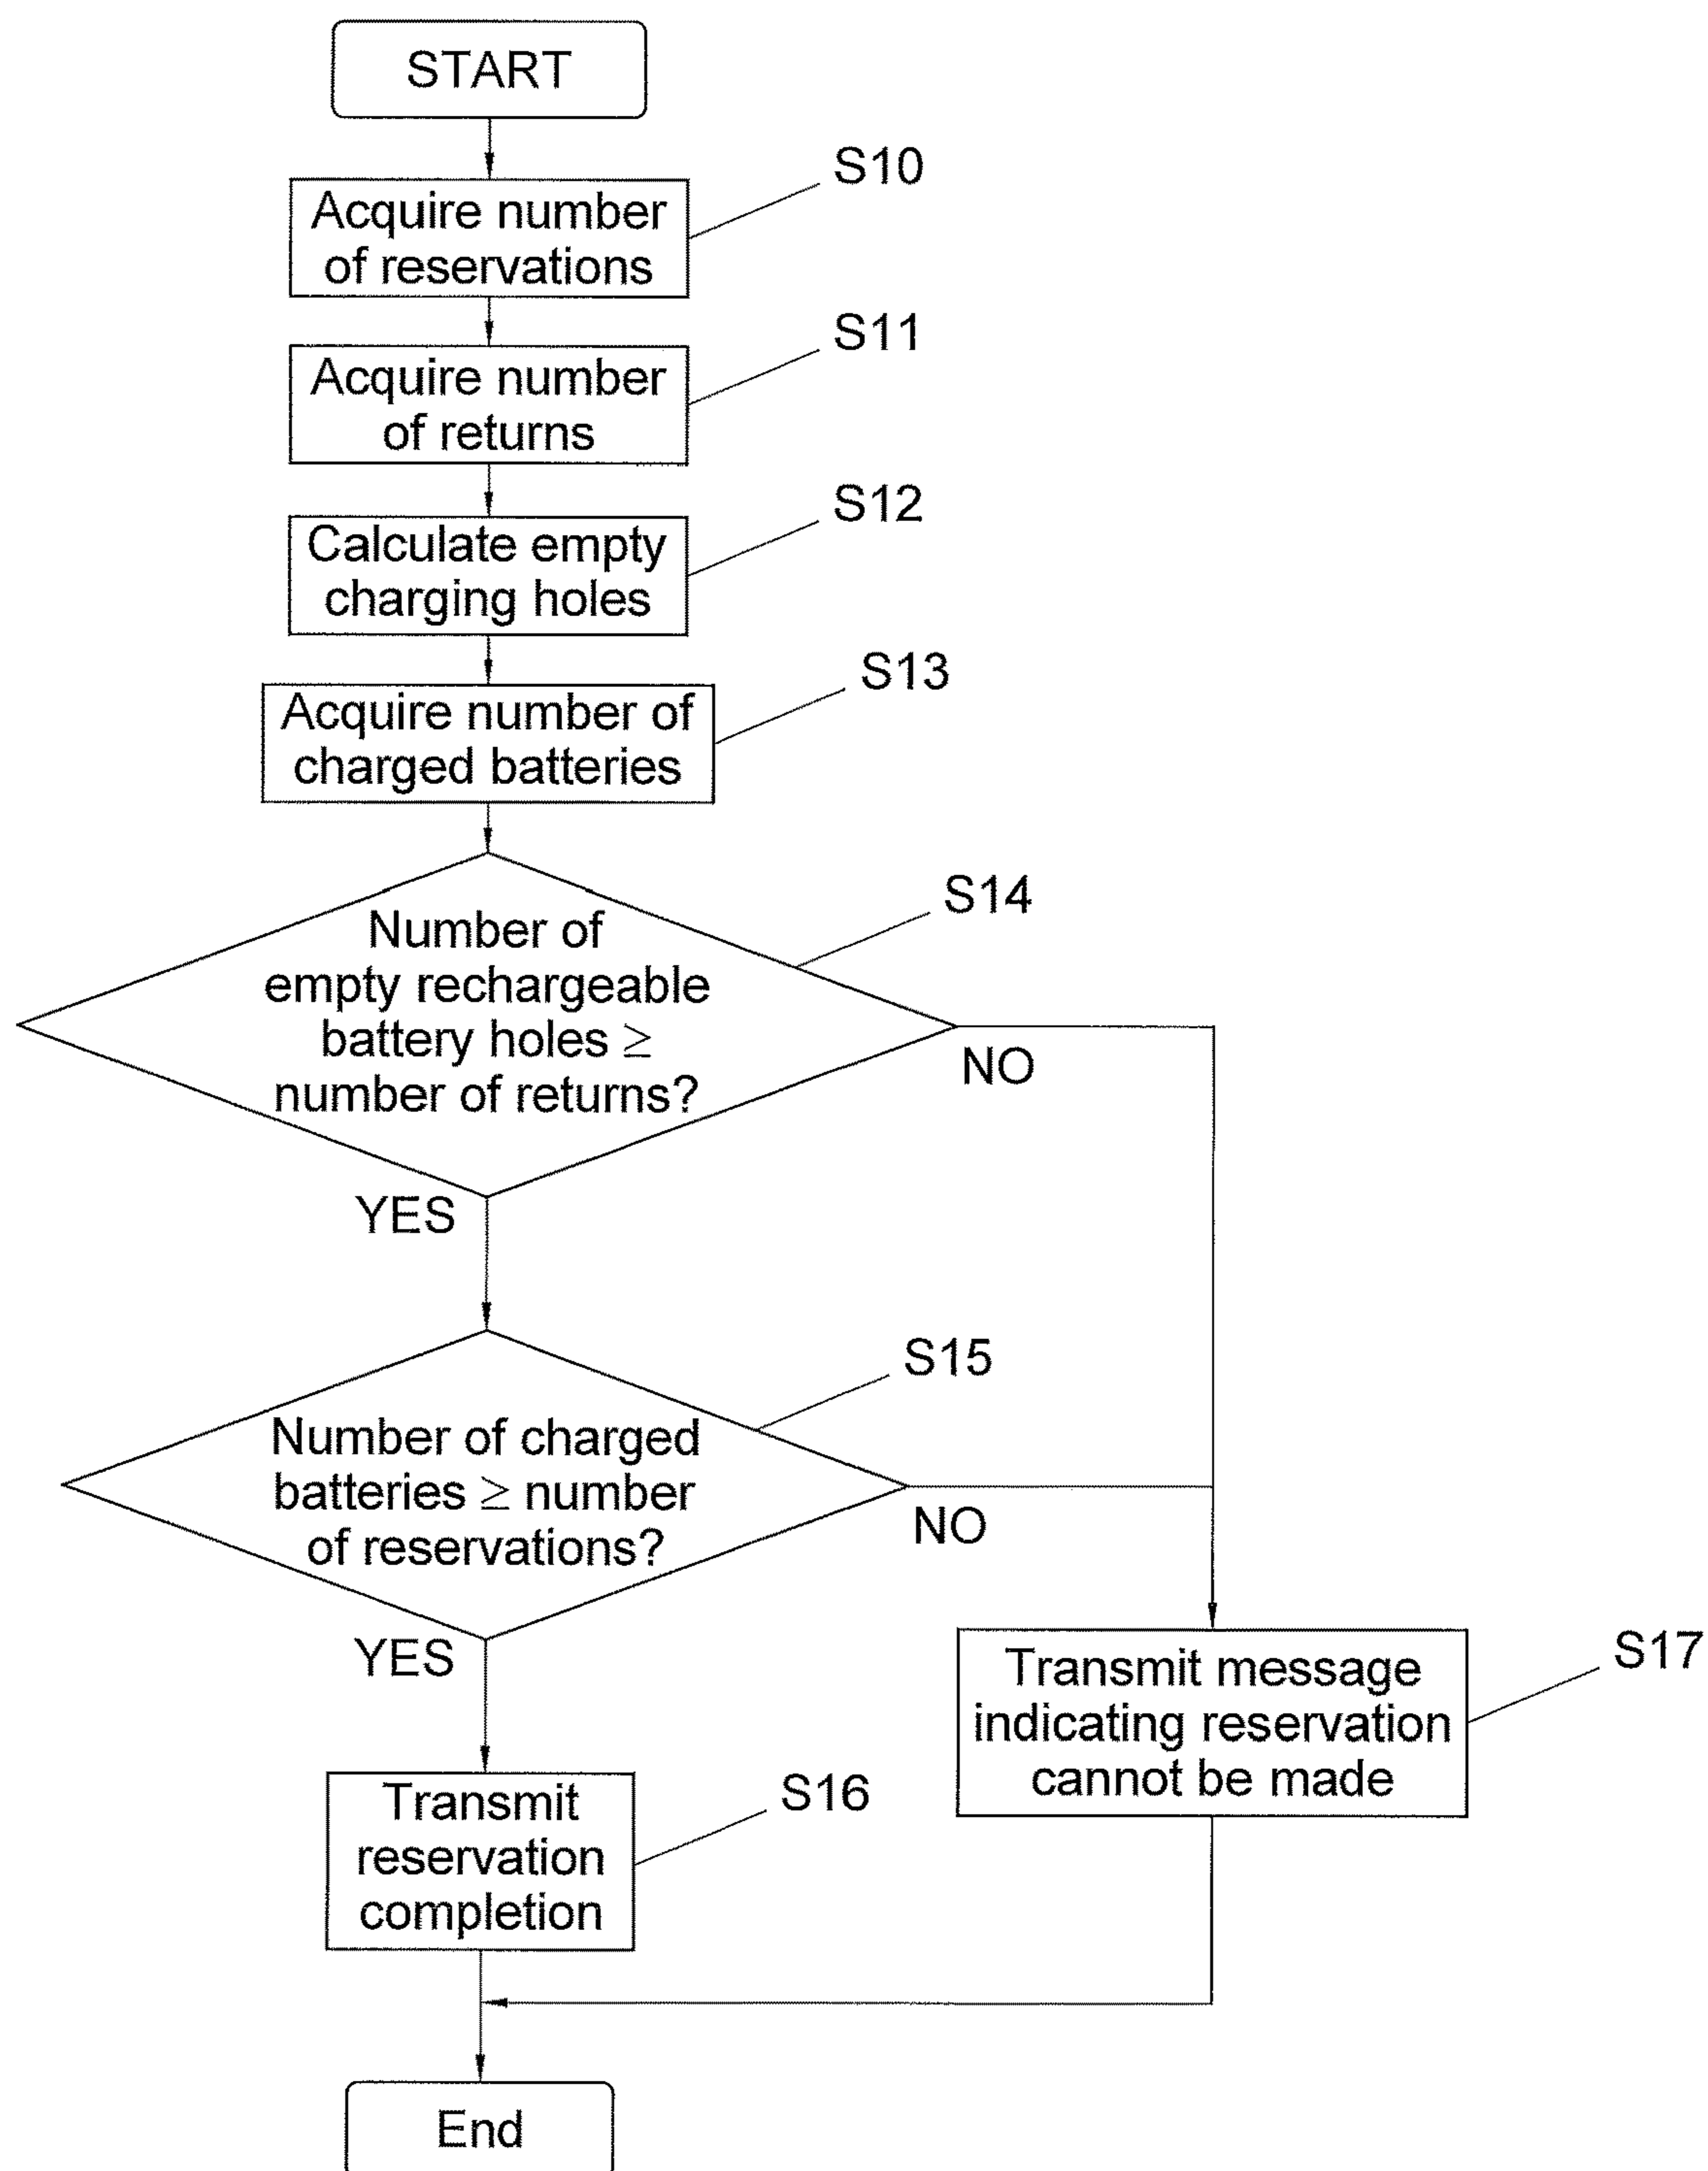 START
S10
Acquire number
of reservations
S11
Acquire number
of returns
S12
Calculate empty
charging holes
S13
Acquire number of
charged batteries
S14
Number of
empty rechargeable
battery holes ≥
number of returns?
NO
YES
S15
Number of charged
batteries ≥ number
of reservations?
NO
YES
S17
Transmit message
indicating reservation
cannot be made
S16
Transmit
reservation
completion
End